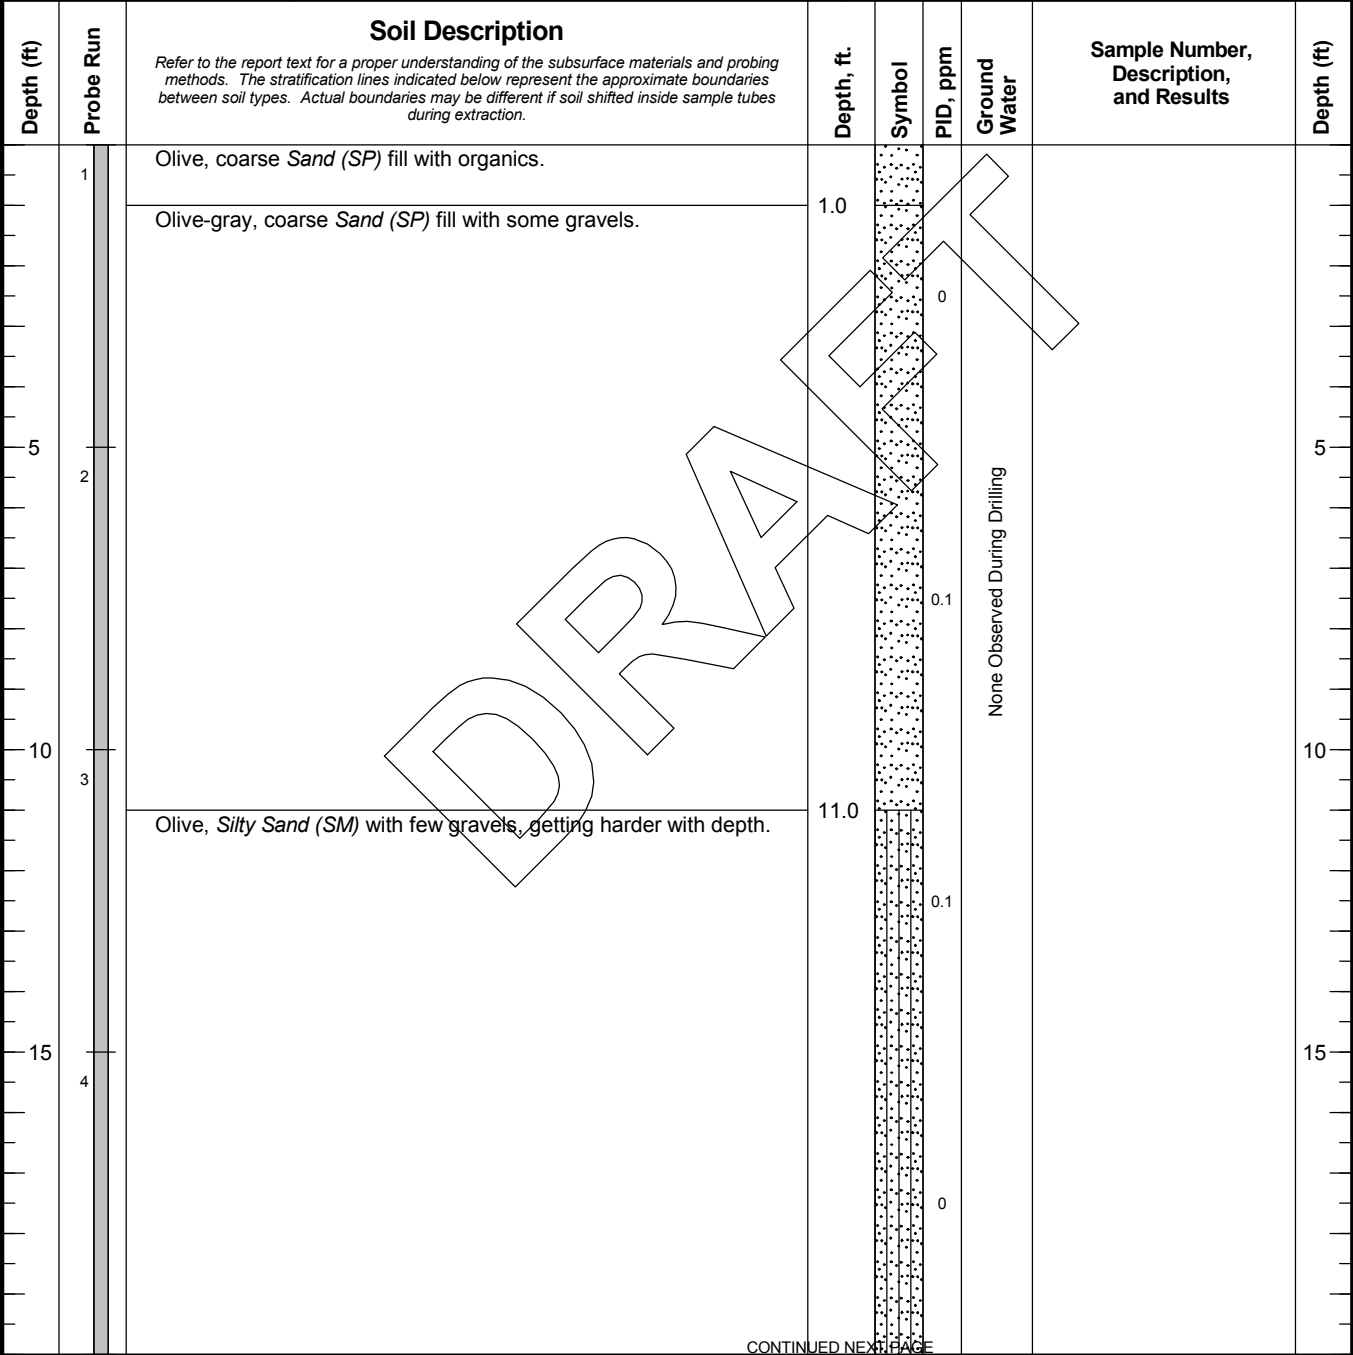 Depth (ft)
Probe Run
Soil Description
Refer to the report text for a proper understanding of the subsurface materials and probing
methods. The stratification lines indicated below represent the approximate boundaries
between soil types. Actual boundaries may be different if soil shifted inside sample tubes
during extraction.
Depth, ft.
Symbol
PID, ppm
Ground
Water
Sample Number,
Description,
and Results
Depth (ft)
1
Olive, coarse Sand (SP) fill with organics.
1.0
Olive-gray, coarse Sand (SP) fill with some gravels.
0
5
5
2
0.1
None Observed During Drilling
10
10
3
11.0
Olive, Silty Sand (SM) with few gravels, getting harder with depth.
0.1
15
15
4
0
DRAFT
CONTINUED NEXT PAGE